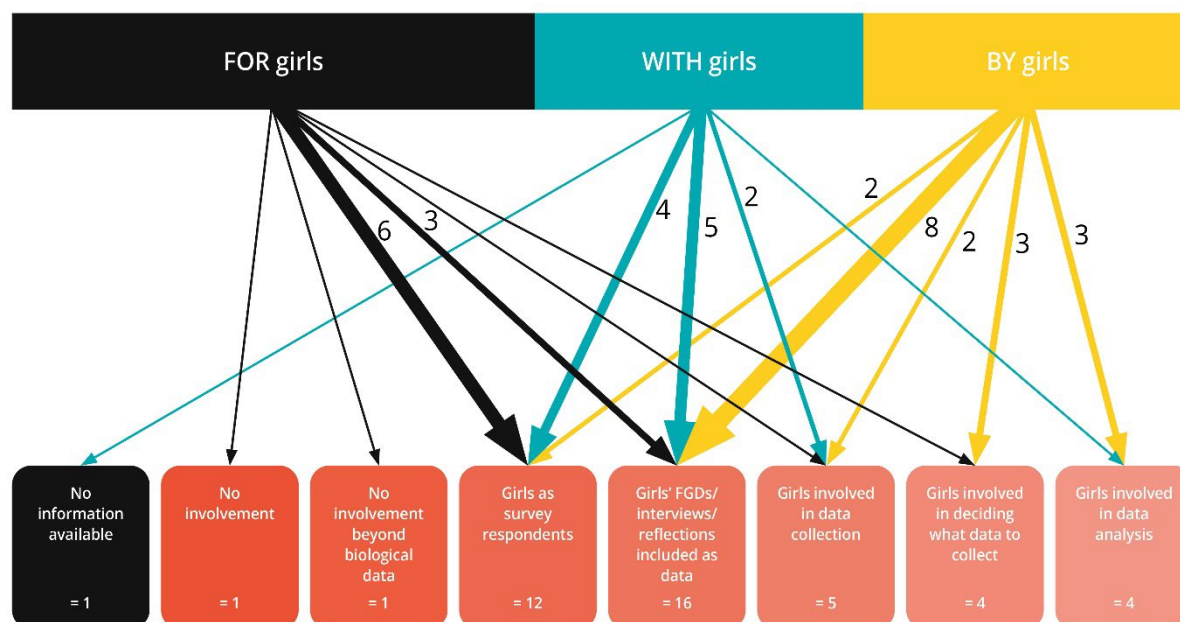 FOR girls
WITH girls
BY girls
6
3
4
5
2
2
8
2
3
3
No
information
available
= 1
No
involvement
= 1
No
involvement
beyond
biological
data
= 1
Girls as
survey
respondents
= 12
Girls’ FGDs/
interviews/
reflections
included as
data
= 16
Girls involved
in data
collection
= 5
Girls involved
in deciding
what data to
collect
= 4
Girls involved
in data
analysis
= 4